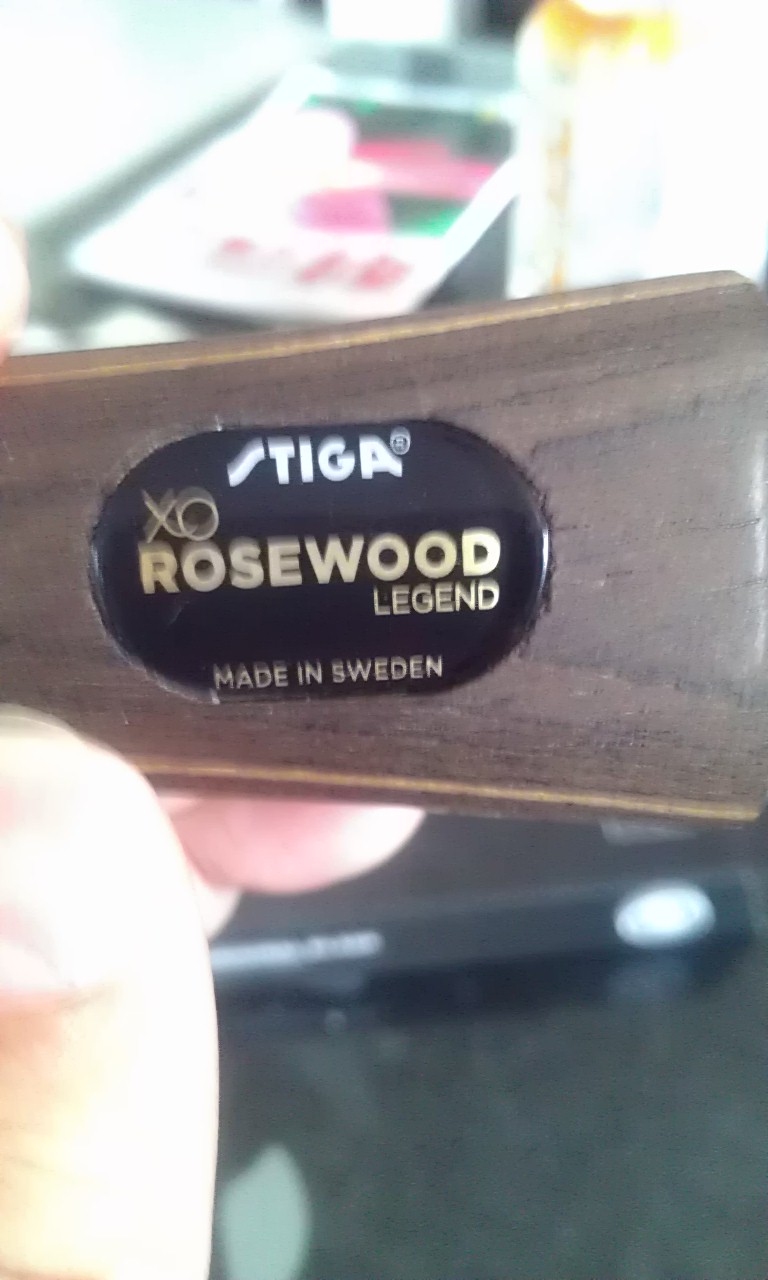 STIGA®
XO
ROSEWOOD
LEGEND
MADE IN SWEDEN